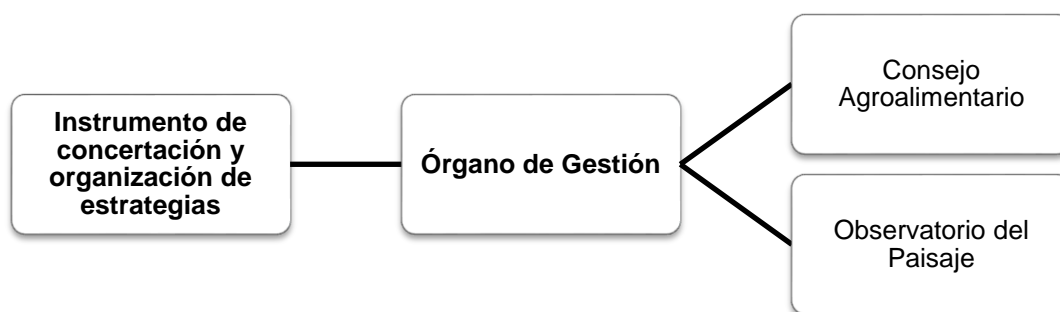 Instrumento de
concertación y
organización de
estrategias
Órgano de Gestión
Consejo
Agroalimentario
Observatorio del
Paisaje